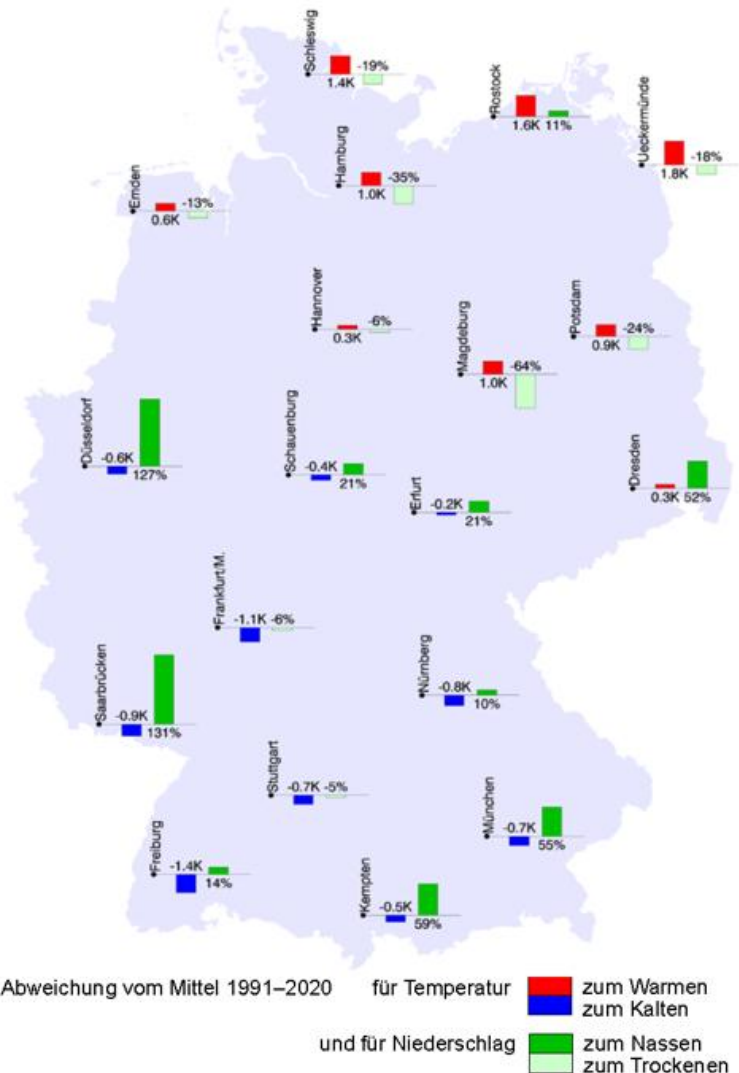 Schleswig
-19%
1.4K
Rostock
1.6K 11%
Ueckermünde
-18%
1.8K
Hamburg
-35%
1.0K
Emden
-13%
0.6K
Hannover
-6%
0.3K
Potsdam
-24%
0.9K
Magdeburg
-64%
1.0K
Düsseldorf
-0.6K
127%
Schauenburg
-0.4K
21%
Erfurt
-0.2K
21%
Dresden
0.3K 52%
Frankfurt/M.
-1.1K -6%
Saarbrücken
-0.9K
131%
Nürnberg
-0.8K
10%
Stuttgart
-0.7K -5%
München
-0.7K
55%
Freiburg
-1.4K
14%
Kempten
-0.5K
59%
Abweichung vom Mittel 1991–2020 für Temperatur zum Warmen
zum Kalten
und für Niederschlag zum Nassen
zum Trockenen